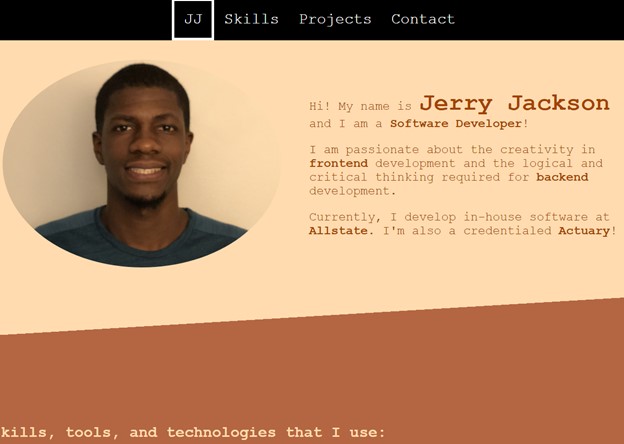 JJ Skills Projects Contact
Hi! My name is Jerry Jackson
and I am a Software Developer!
I am passionate about the creativity in
frontend development and the logical and
critical thinking required for backend
development.
Currently, I develop in-house software at
Allstate. I'm also a credentialed Actuary!
kills, tools, and technologies that I use: